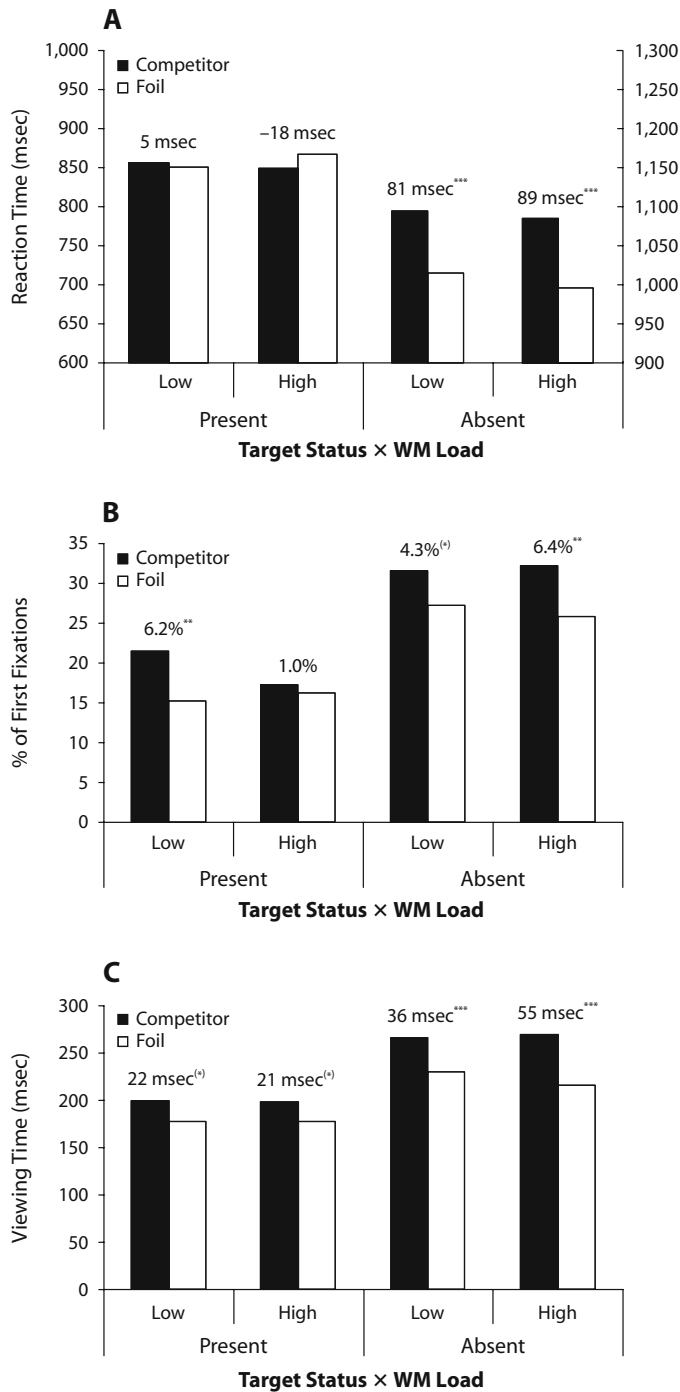 A
1,000
950
900
850
800
750
700
650
600
Reaction Time (msec)
Competitor
Foil
5 msec
–18 msec
81 msec***
89 msec***
1,300
1,250
1,200
1,150
1,100
1,050
1,000
950
900
Low High Low High
Present Absent
Target Status × WM Load
B
35
30
25
20
15
10
5
0
% of First Fixations
Competitor
Foil
6.2%**
1.0%
4.3%(*)
6.4%**
Low High Low High
Present Absent
Target Status × WM Load
C
300
250
200
150
100
50
0
Viewing Time (msec)
Competitor
Foil
22 msec(*)
21 msec(*)
36 msec***
55 msec***
Low High Low High
Present Absent
Target Status × WM Load